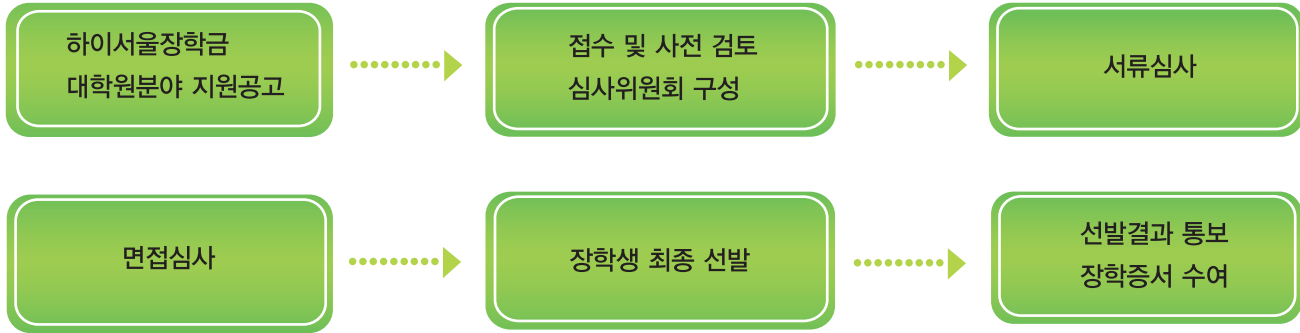 하이서울장학금
대학원분야 지원공고
접수 및 사전 검토
심사위원회 구성
서류심사
면접심사
장학생 최종 선발
선발결과 통보
장학증서 수여